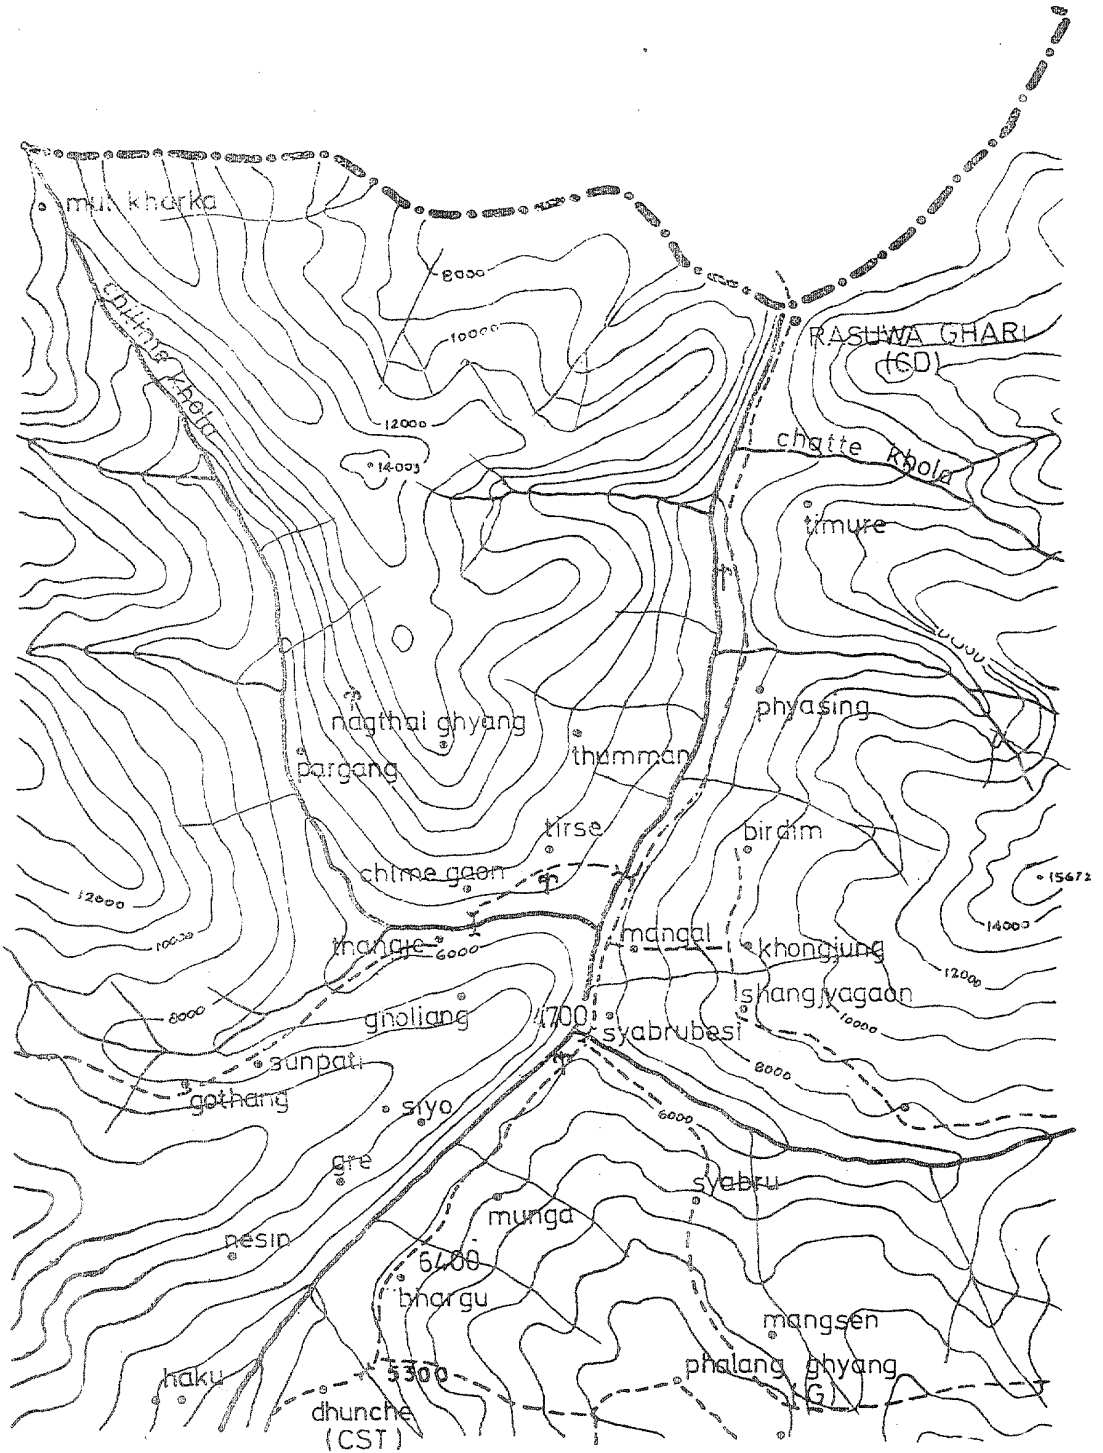 mul kharka
8000
10000
RASUWA GHARI
(GD)
chilime khola
12000
14003
chatte khola
timure
nagthai ghyang
phyasing
pargang
thumman
tirse
birdim
chime gaon
15672
12000
14000
10000
thangje
6000
mangal
khongjung
12000
shangjyagaon
8000
gholiang
4700
10000
syabrubesi
sunpati
8000
gothang
siyo
6000
gre
syabru
munga
nesin
6400
bhargu
mangsen
haku
5300
phalang ghyang
(G)
dhunche
(CST)